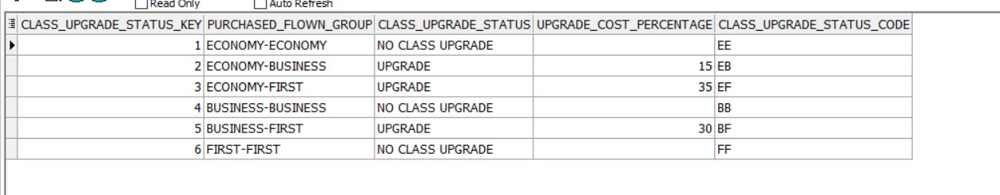 Read Only Auto Refresh
CLASS_UPGRADE_STATUS_KEY PURCHASED_FLOWN_GROUP CLASS_UPGRADE_STATUS UPGRADE_COST_PERCENTAGE CLASS_UPGRADE_STATUS_CODE
1 ECONOMY-ECONOMY NO CLASS UPGRADE EE
2 ECONOMY-BUSINESS UPGRADE 15 EB
3 ECONOMY-FIRST UPGRADE 35 EF
4 BUSINESS-BUSINESS NO CLASS UPGRADE BB
5 BUSINESS-FIRST UPGRADE 30 BF
6 FIRST-FIRST NO CLASS UPGRADE FF